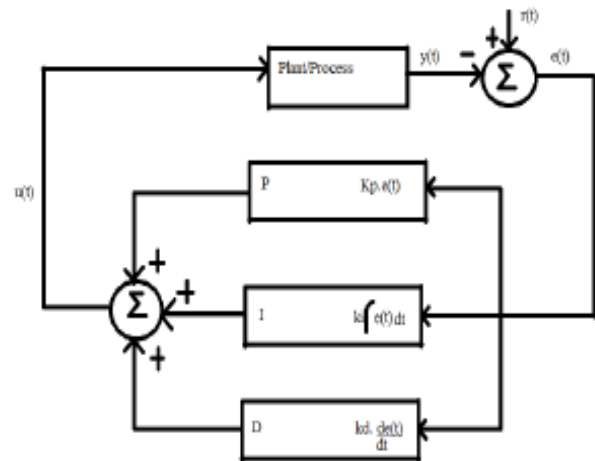 r(t)
+
Plant/Process
y(t)
-
Σ
e(t)
P Kp.e(t)
u(t)
+
+
Σ
I ki∫ e(t) dt
+
D kd. de(t)
dt